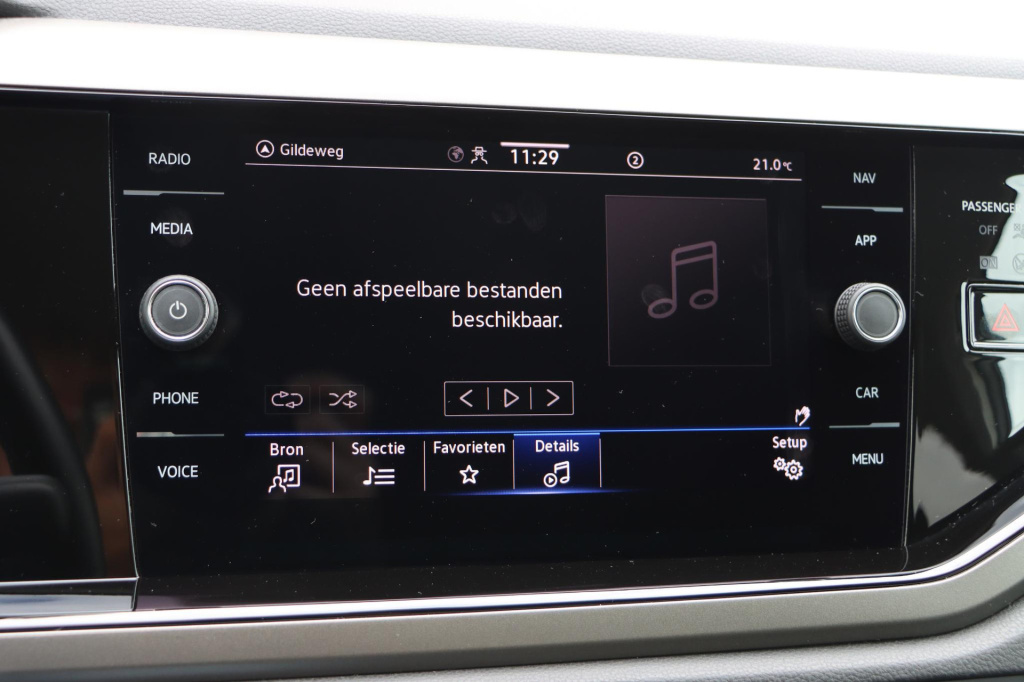 RADIO
MEDIA
PHONE
VOICE
Gildeweg
11:29
2
21.0°C
Geen afspeelbare bestanden
beschikbaar.
Bron
Selectie
Favorieten
Details
Setup
NAV
APP
CAR
MENU
PASSENGE
OFF
ON